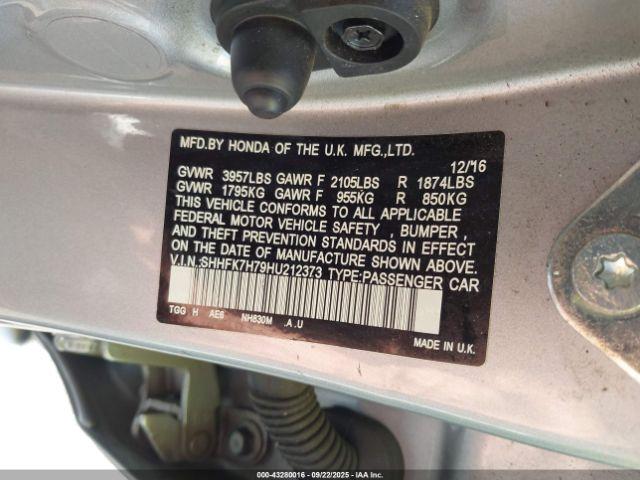 MFD.BY HONDA OF THE U.K. MFG.,LTD.
12/'16
GVWR 3957LBS GAWR F 2105LBS R 1874LBS
GVWR 1795KG GAWR F 955KG R 850KG
THIS VEHICLE CONFORMS TO ALL APPLICABLE
FEDERAL MOTOR VEHICLE SAFETY , BUMPER ,
AND THEFT PREVENTION STANDARDS IN EFFECT
ON THE DATE OF MANUFACTURE SHOWN ABOVE.
V.I.N.:SHHFK7H79HU212373 TYPE:PASSENGER CAR
TGG H AE6 NH830M .A .U
MADE IN U.K.
000-43280016 - 09/22/2025 - IAA Inc.